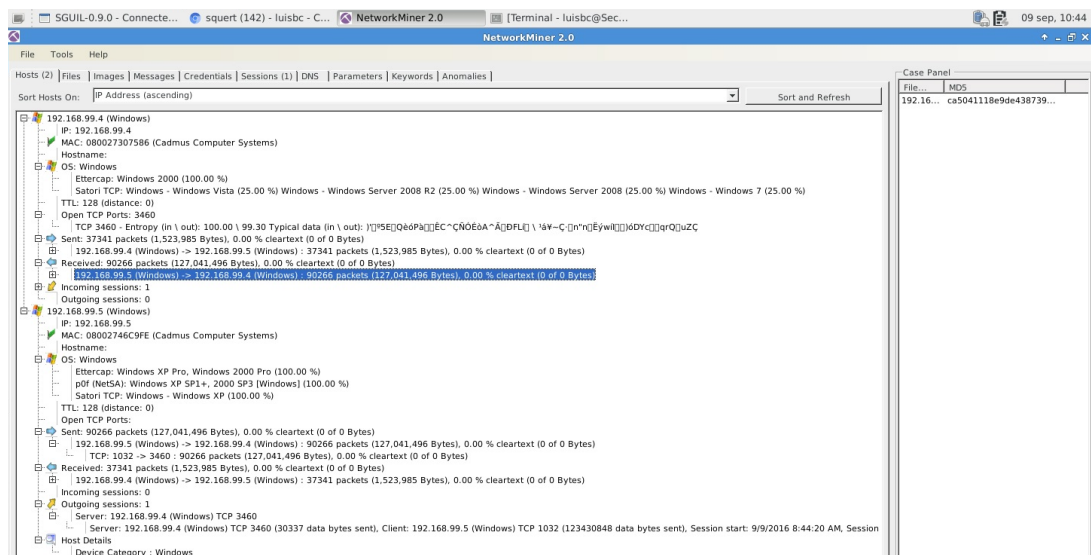 SGUIL-0.9.0 - Connecte... squert (142) - luisbc - C... NetworkMiner 2.0 [Terminal - luisbc@Sec... 09 sep, 10:44
NetworkMiner 2.0
File Tools Help
Hosts (2) Files Images Messages Credentials Sessions (1) DNS Parameters Keywords Anomalies
Sort Hosts On: IP Address (ascending) Sort and Refresh
192.168.99.4 (Windows)
IP: 192.168.99.4
MAC: 080027307586 (Cadmus Computer Systems)
Hostname:
OS: Windows
Ettercap: Windows 2000 (100.00 %)
Satori TCP: Windows - Windows Vista (25.00 %) Windows - Windows Server 2008 R2 (25.00 %) Windows - Windows Server 2008 (25.00 %) Windows - Windows 7 (25.00 %)
TTL: 128 (distance: 0)
Open TCP Ports: 3460
TCP 3460 - Entropy (in \ out): 100.00 \ 99.30 Typical data (in \ out):
Sent: 37341 packets (1,523,985 Bytes), 0.00 % cleartext (0 of 0 Bytes)
192.168.99.4 (Windows) -> 192.168.99.5 (Windows) : 37341 packets (1,523,985 Bytes), 0.00 % cleartext (0 of 0 Bytes)
Received: 90266 packets (127,041,496 Bytes), 0.00 % cleartext (0 of 0 Bytes)
192.168.99.5 (Windows) -> 192.168.99.4 (Windows) : 90266 packets (127,041,496 Bytes), 0.00 % cleartext (0 of 0 Bytes)
Incoming sessions: 1
Outgoing sessions: 0
192.168.99.5 (Windows)
IP: 192.168.99.5
MAC: 08002746C9FE (Cadmus Computer Systems)
Hostname:
OS: Windows
Ettercap: Windows XP Pro, Windows 2000 Pro (100.00 %)
p0f (NetSA): Windows XP SP1+, 2000 SP3 [Windows] (100.00 %)
Satori TCP: Windows - Windows XP (100.00 %)
TTL: 128 (distance: 0)
Open TCP Ports:
Sent: 90266 packets (127,041,496 Bytes), 0.00 % cleartext (0 of 0 Bytes)
192.168.99.5 (Windows) -> 192.168.99.4 (Windows) : 90266 packets (127,041,496 Bytes), 0.00 % cleartext (0 of 0 Bytes)
TCP: 1032 -> 3460 : 90266 packets (127,041,496 Bytes), 0.00 % cleartext (0 of 0 Bytes)
Received: 37341 packets (1,523,985 Bytes), 0.00 % cleartext (0 of 0 Bytes)
192.168.99.4 (Windows) -> 192.168.99.5 (Windows) : 37341 packets (1,523,985 Bytes), 0.00 % cleartext (0 of 0 Bytes)
Incoming sessions: 0
Outgoing sessions: 1
Server: 192.168.99.4 (Windows) TCP 3460
Server: 192.168.99.4 (Windows) TCP 3460 (30337 data bytes sent), Client: 192.168.99.5 (Windows) TCP 1032 (123430848 data bytes sent), Session start: 9/9/2016 8:44:20 AM, Session
Host Details
Device Category : Windows
Case Panel
File... MD5
192.16... ca5041118e9de438739...